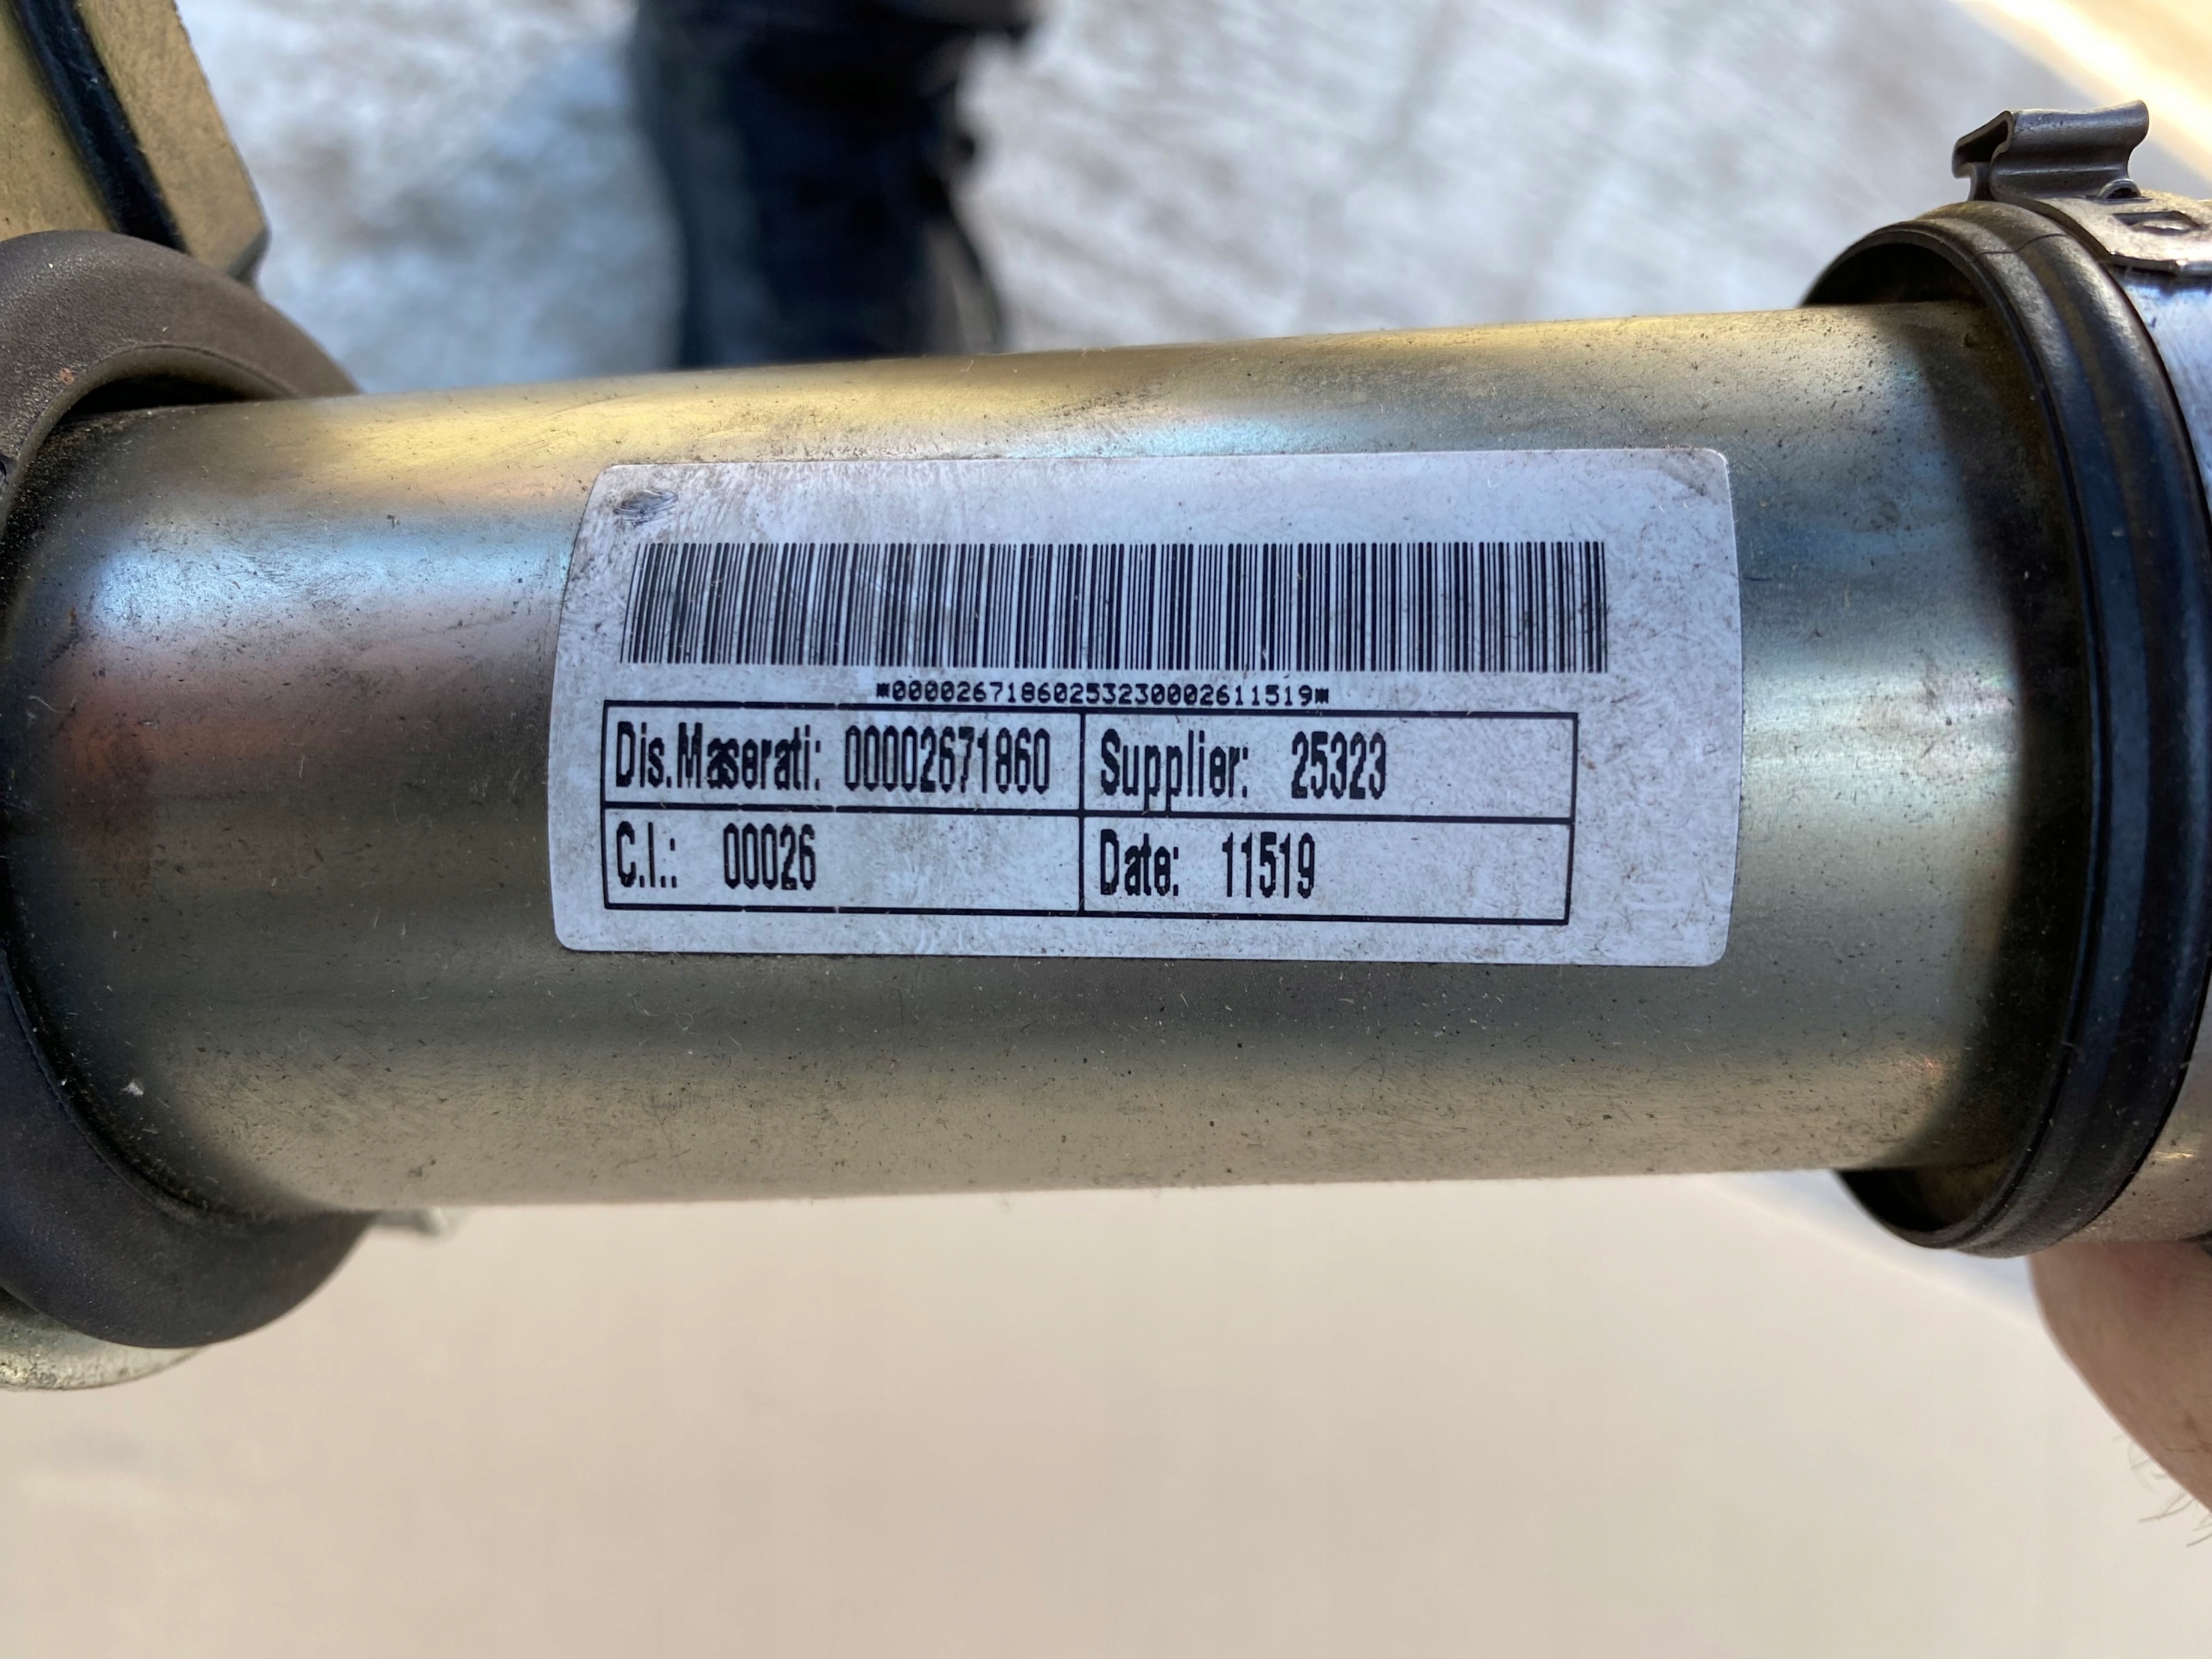 *00002671860253230002611519*
Dis.Maserati: 00002671860 Supplier: 25323
C.I.: 00026 Date: 11519